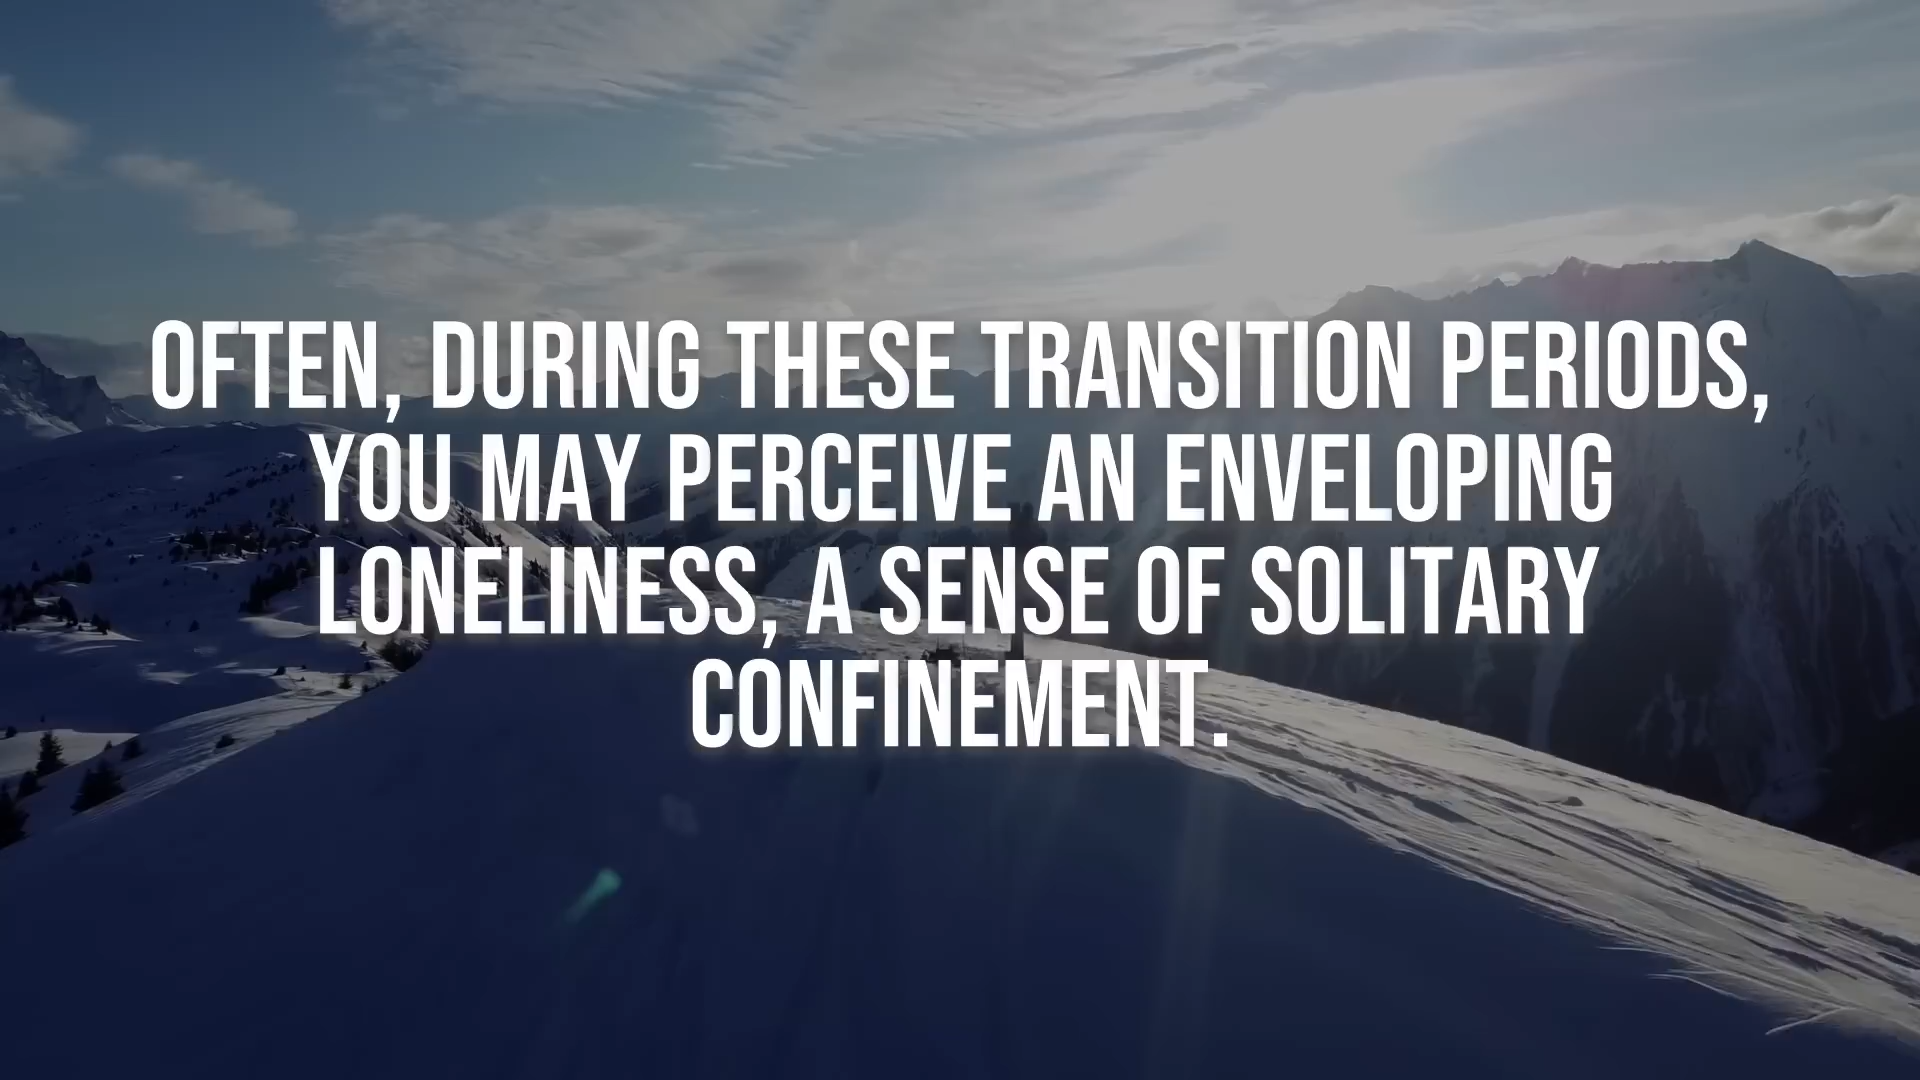 OFTEN, DURING THESE TRANSITION PERIODS,
YOU MAY PERCEIVE AN ENVELOPING
LONELINESS, A SENSE OF SOLITARY
CONFINEMENT.